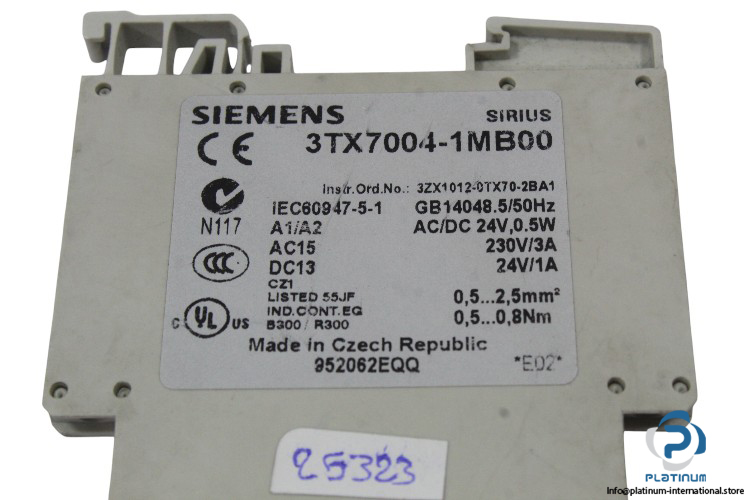 SIEMENS SIRIUS
CE 3TX7004-1MB00
Instr.Ord.No.: 3ZX1012-0TX70-2BA1
N117 IEC60947-5-1 GB14048.5/50Hz
A1/A2 AC/DC 24V,0.5W
AC15 230V/3A
CCC DC13 24V/1A
CZ1
LISTED 55JF 0,5...2,5mm²
C UL US IND.CONT.EQ
B300 / R300 0,5...0,8Nm
Made in Czech Republic
952062EQQ *E02*
25323
PLATINUM
Info@platinum-international.store